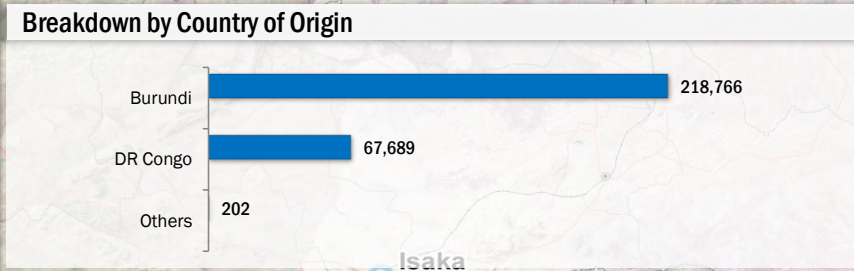 Breakdown by Country of Origin
Burundi 218,766
DR Congo 67,689
Others 202
Isaka